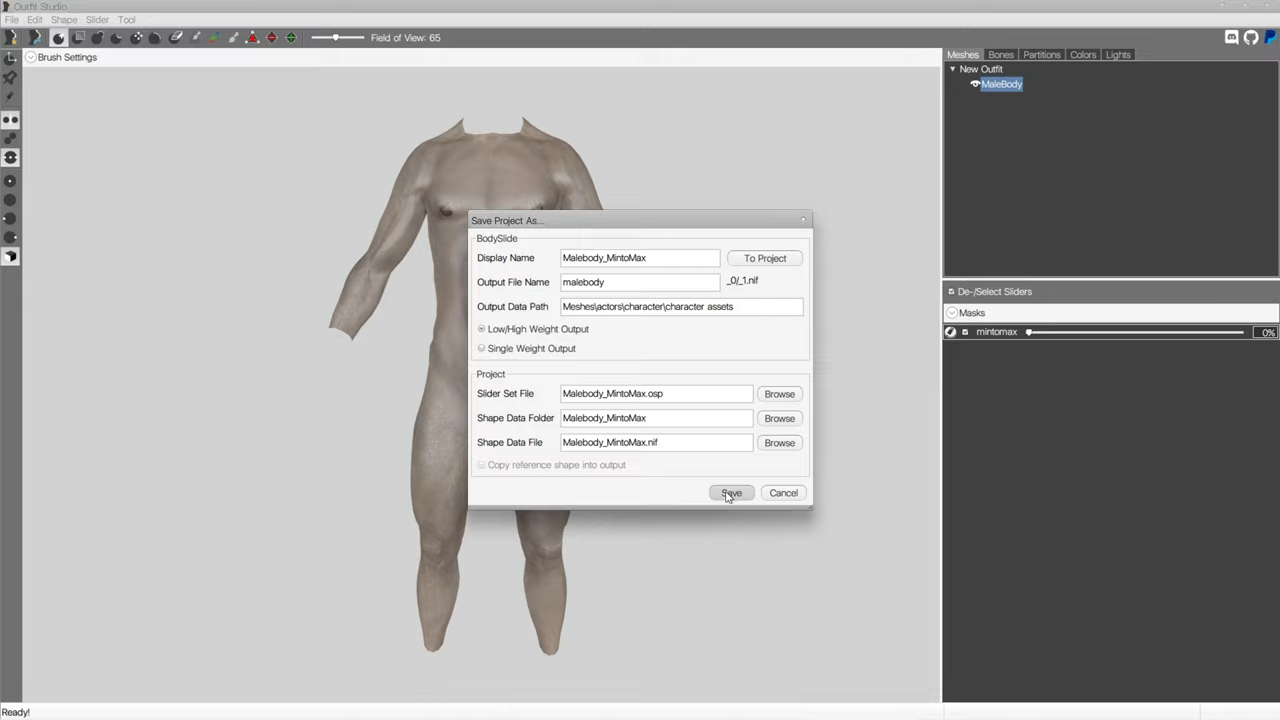 Outfit Studio
File Edit Shape Slider Tool
Field of View: 65
Brush Settings
Meshes Bones Partitions Colors Lights
New Outfit
MaleBody
Save Project As...
BodySlide
Display Name Malebody_MintoMax To Project
Output File Name malebody _0/_1.nif
Output Data Path Meshes\actors\character\character assets
Low/High Weight Output
Single Weight Output
Project
Slider Set File Malebody_MintoMax.osp Browse
Shape Data Folder Malebody_MintoMax Browse
Shape Data File Malebody_MintoMax.nif Browse
Copy reference shape into output
Save Cancel
De-/Select Sliders
Masks
mintomax 0%
Ready!